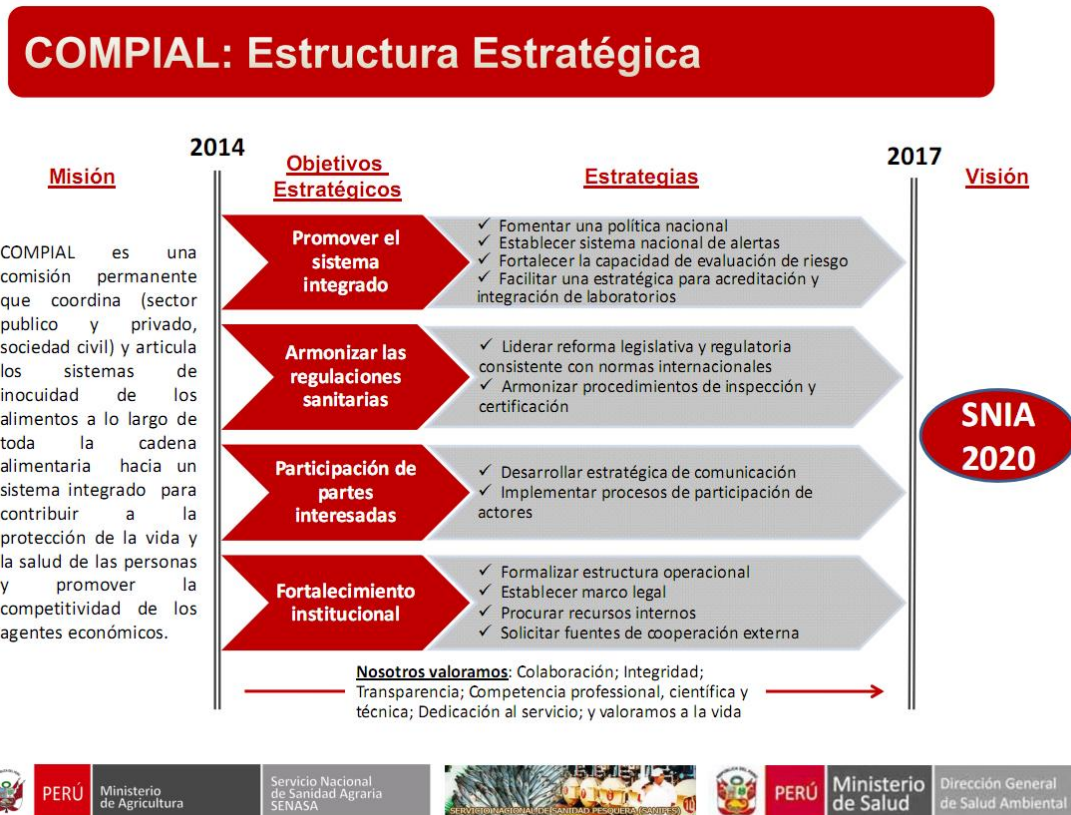 COMPIAL: Estructura Estratégica
2014
2017
Misión
Objetivos
Estratégicos
Estrategias
Visión
COMPIAL es una
comisión permanente
que coordina (sector
publico y privado,
sociedad civil) y articula
los sistemas de
inocuidad de los
alimentos a lo largo de
toda la cadena
alimentaria hacia un
sistema integrado para
contribuir a la
protección de la vida y
la salud de las personas
y promover la
competitividad de los
agentes económicos.
Promover el
sistema
integrado
✓ Fomentar una política nacional
✓ Establecer sistema nacional de alertas
✓ Fortalecer la capacidad de evaluación de riesgo
✓ Facilitar una estratégica para acreditación y
integración de laboratorios
Armonizar las
regulaciones
sanitarias
✓ Liderar reforma legislativa y regulatoria
consistente con normas internacionales
✓ Armonizar procedimientos de inspección y
certificación
Participación de
partes
interesadas
✓ Desarrollar estratégica de comunicación
✓ Implementar procesos de participación de
actores
Fortalecimiento
institucional
✓ Formalizar estructura operacional
✓ Establecer marco legal
✓ Procurar recursos internos
✓ Solicitar fuentes de cooperación externa
SNIA
2020
Nosotros valoramos: Colaboración; Integridad;
Transparencia; Competencia professional, científica y
técnica; Dedicación al servicio; y valoramos a la vida
PERÚ
Ministerio
de Agricultura
Servicio Nacional
de Sanidad Agraria
SENASA
SERVICIO NACIONAL DE SANIDAD PESQUERA (SANIPES)
PERÚ
Ministerio
de Salud
Dirección General
de Salud Ambiental